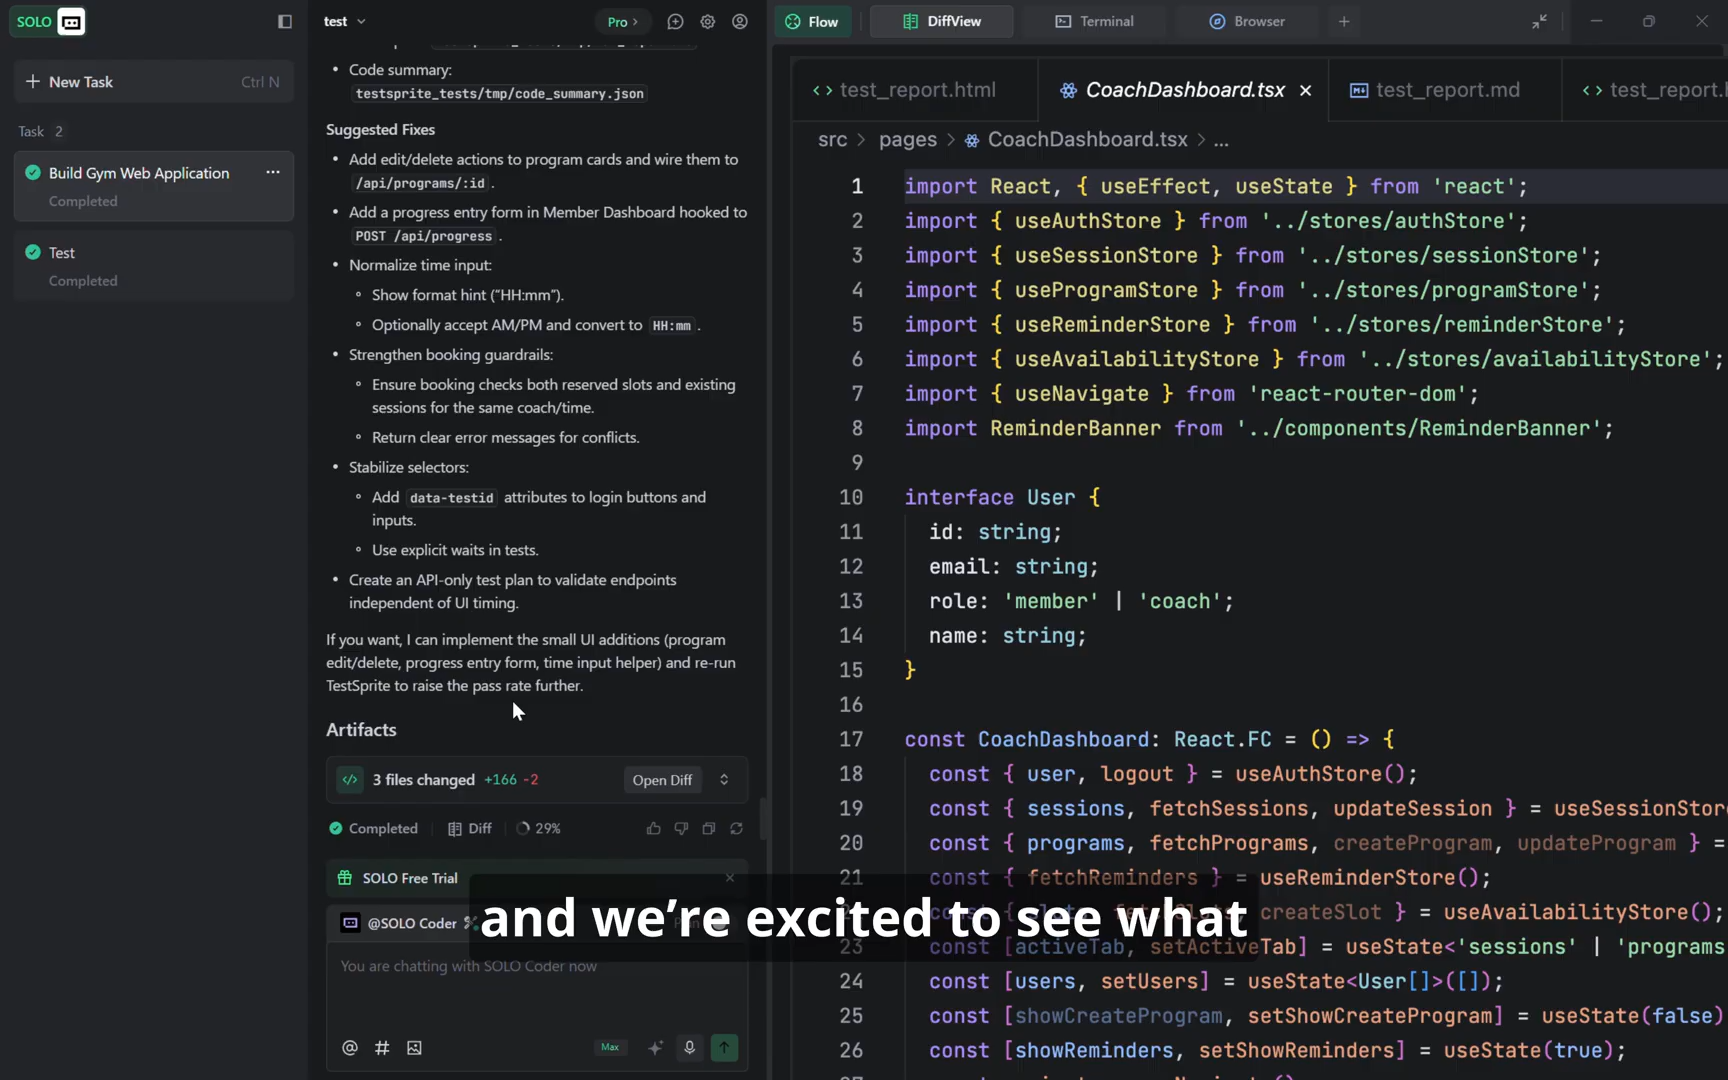 SOLO
test
Pro
Flow
DiffView
Terminal
Browser
New Task
Ctrl N
Task 2
Build Gym Web Application
Completed
Test
Completed
Code summary:
testsprite_tests/tmp/code_summary.json
Suggested Fixes
Add edit/delete actions to program cards and wire them to
/api/programs/:id .
Add a progress entry form in Member Dashboard hooked to
POST /api/progress .
Normalize time input:
Show format hint (“HH:mm”).
Optionally accept AM/PM and convert to HH:mm .
Strengthen booking guardrails:
Ensure booking checks both reserved slots and existing
sessions for the same coach/time.
Return clear error messages for conflicts.
Stabilize selectors:
Add data-testid attributes to login buttons and
inputs.
Use explicit waits in tests.
Create an API-only test plan to validate endpoints
independent of UI timing.
If you want, I can implement the small UI additions (program
edit/delete, progress entry form, time input helper) and re-run
TestSprite to raise the pass rate further.
Artifacts
3 files changed +166 -2
Open Diff
Completed
Diff
29%
SOLO Free Trial
@SOLO Coder
You are chatting with SOLO Coder now
Max
test_report.html
CoachDashboard.tsx
test_report.md
test_report.h
src > pages > CoachDashboard.tsx > ...
1 import React, { useEffect, useState } from 'react';
2 import { useAuthStore } from '../stores/authStore';
3 import { useSessionStore } from '../stores/sessionStore';
4 import { useProgramStore } from '../stores/programStore';
5 import { useReminderStore } from '../stores/reminderStore';
6 import { useAvailabilityStore } from '../stores/availabilityStore';
7 import { useNavigate } from 'react-router-dom';
8 import ReminderBanner from '../components/ReminderBanner';
9
10 interface User {
11 id: string;
12 email: string;
13 role: 'member' | 'coach';
14 name: string;
15 }
16
17 const CoachDashboard: React.FC = () => {
18 const { user, logout } = useAuthStore();
19 const { sessions, fetchSessions, updateSession } = useSessionStor
20 const { programs, fetchPrograms, createProgram, updateProgram } =
21 const { fetchReminders } = useReminderStore();
createSlot } = useAvailabilityStore();
23 const [activeTab, setActiveTab] = useState<'sessions' | 'programs
24 const [users, setUsers] = useState<User[]>([]);
25 const [showCreateProgram, setShowCreateProgram] = useState(false)
26 const [showReminders, setShowReminders] = useState(true);
and we’re excited to see what